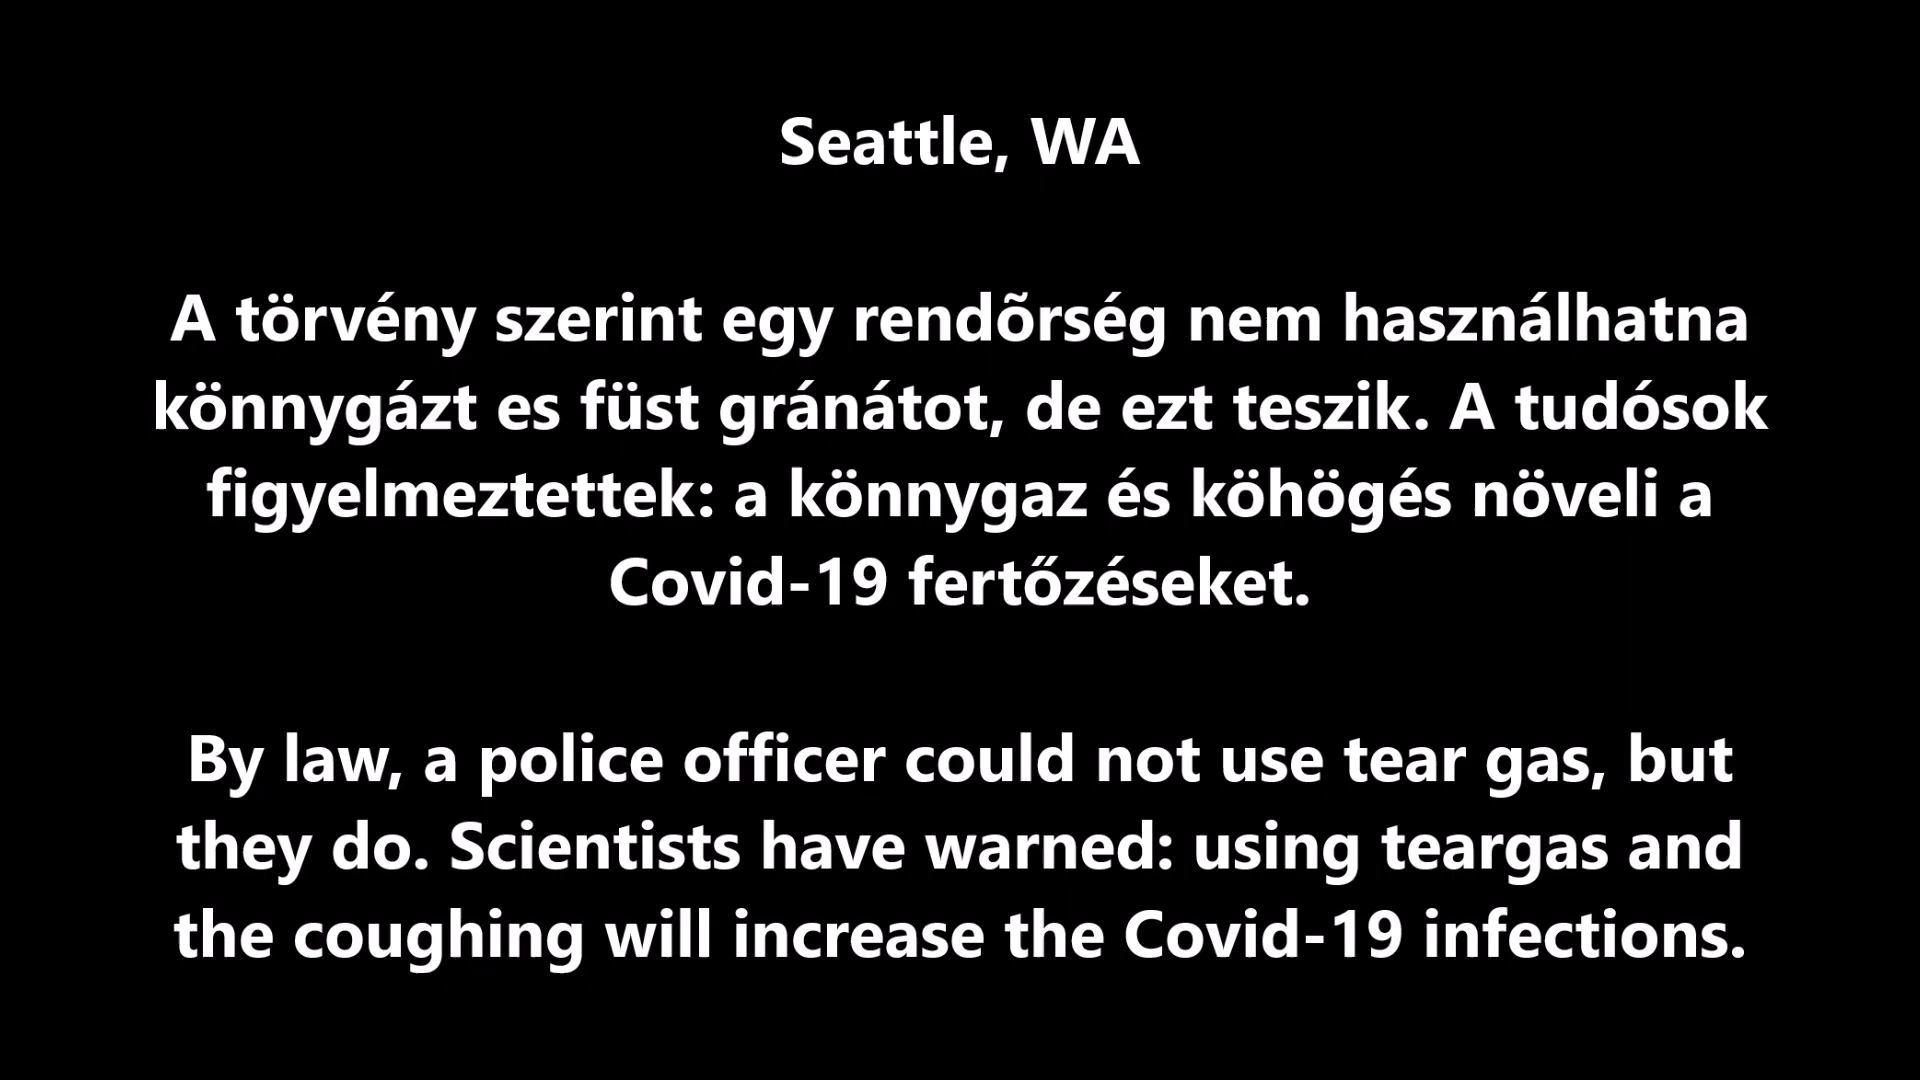 Seattle, WA
A törvény szerint egy rendõrség nem használhatna
könnygázt es füst gránátot, de ezt teszik. A tudósok
figyelmeztettek: a könnygaz és köhögés növeli a
Covid-19 fertőzéseket.
By law, a police officer could not use tear gas, but
they do. Scientists have warned: using teargas and
the coughing will increase the Covid-19 infections.